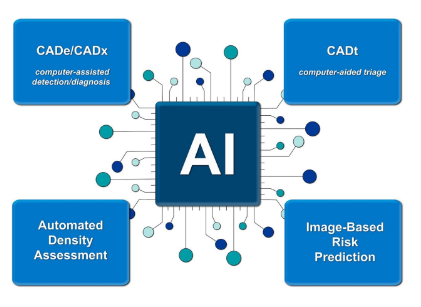 CADe/CADx
computer-assisted
detection/diagnosis
CADt
computer-aided triage
AI
Automated
Density
Assessment
Image-Based
Risk
Prediction